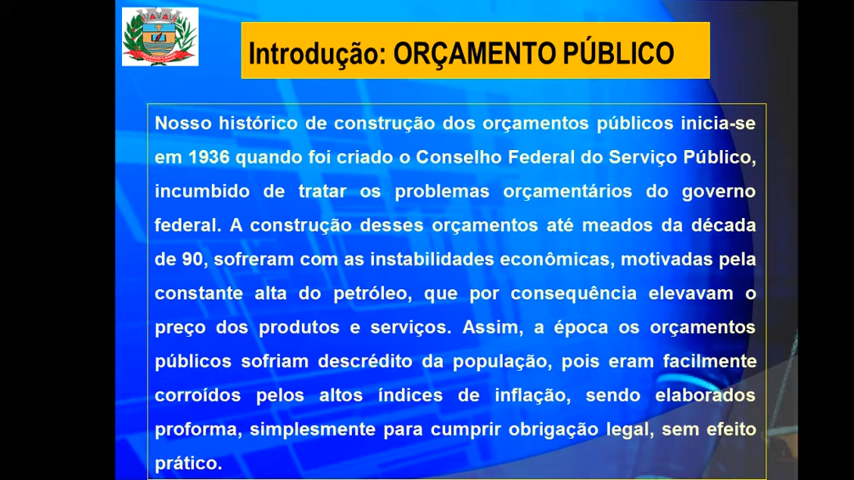 Introdução: ORÇAMENTO PÚBLICO
Nosso histórico de construção dos orçamentos públicos inicia-se
em 1936 quando foi criado o Conselho Federal do Serviço Público,
incumbido de tratar os problemas orçamentários do governo
federal. A construção desses orçamentos até meados da década
de 90, sofreram com as instabilidades econômicas, motivadas pela
constante alta do petróleo, que por consequência elevavam o
preço dos produtos e serviços. Assim, a época os orçamentos
públicos sofriam descrédito da população, pois eram facilmente
corroídos pelos altos índices de inflação, sendo elaborados
proforma, simplesmente para cumprir obrigação legal, sem efeito
prático.